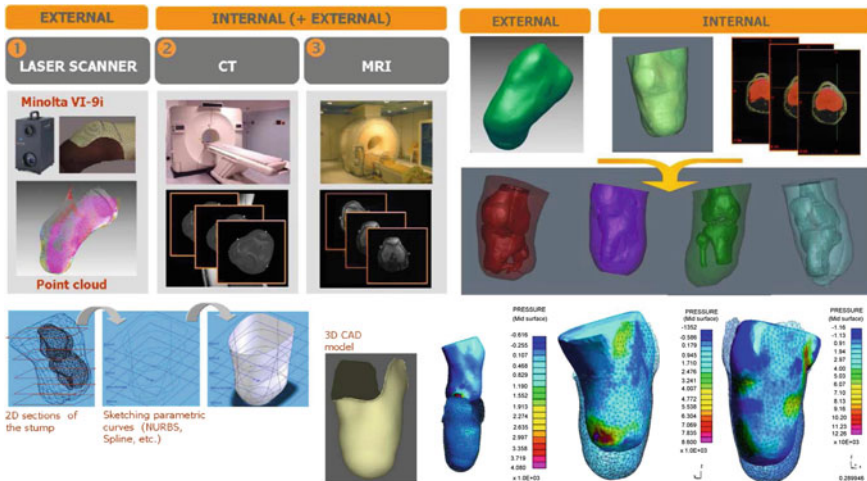 EXTERNAL
INTERNAL (+ EXTERNAL)
1
LASER SCANNER
2
CT
3
MRI
Minolta VI-9i
Point cloud
EXTERNAL
INTERNAL
2D sections of
the stump
Sketching parametric
curves (NURBS,
Spline, etc.)
3D CAD
model
PRESSURE
(Mid surface)
-0.616
-0.255
0.107
0.468
0.829
1.190
1.552
1.913
2.274
2.635
2.997
3.358
3.719
4.080
x 1.0E+03
PRESSURE
(Mid surface)
-1352
-0.586
0.179
0.945
1.710
2.476
3.241
4.007
4.772
5.538
6.304
7.069
7.835
8.600
x 1.0E+03
PRESSURE
(Mid surface)
-1.16
-1.13
0.91
1.94
2.97
4.00
5.03
6.07
7.10
8.13
9.16
10.20
11.23
12.26
x 10E+03
0.289946